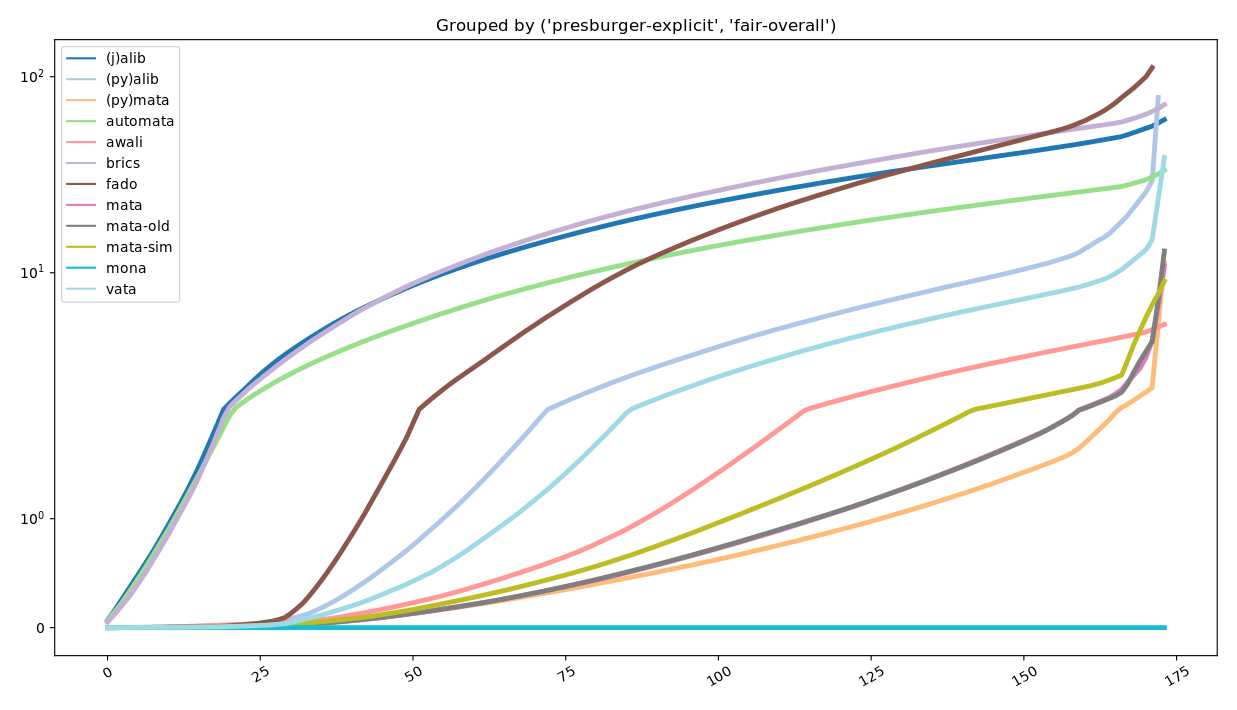 Grouped by ('presburger-explicit', 'fair-overall')
10²
10¹
10⁰
0
(j)alib
(py)alib
(py)mata
automata
awali
brics
fado
mata
mata-old
mata-sim
mona
vata
0
25
50
75
100
125
150
175